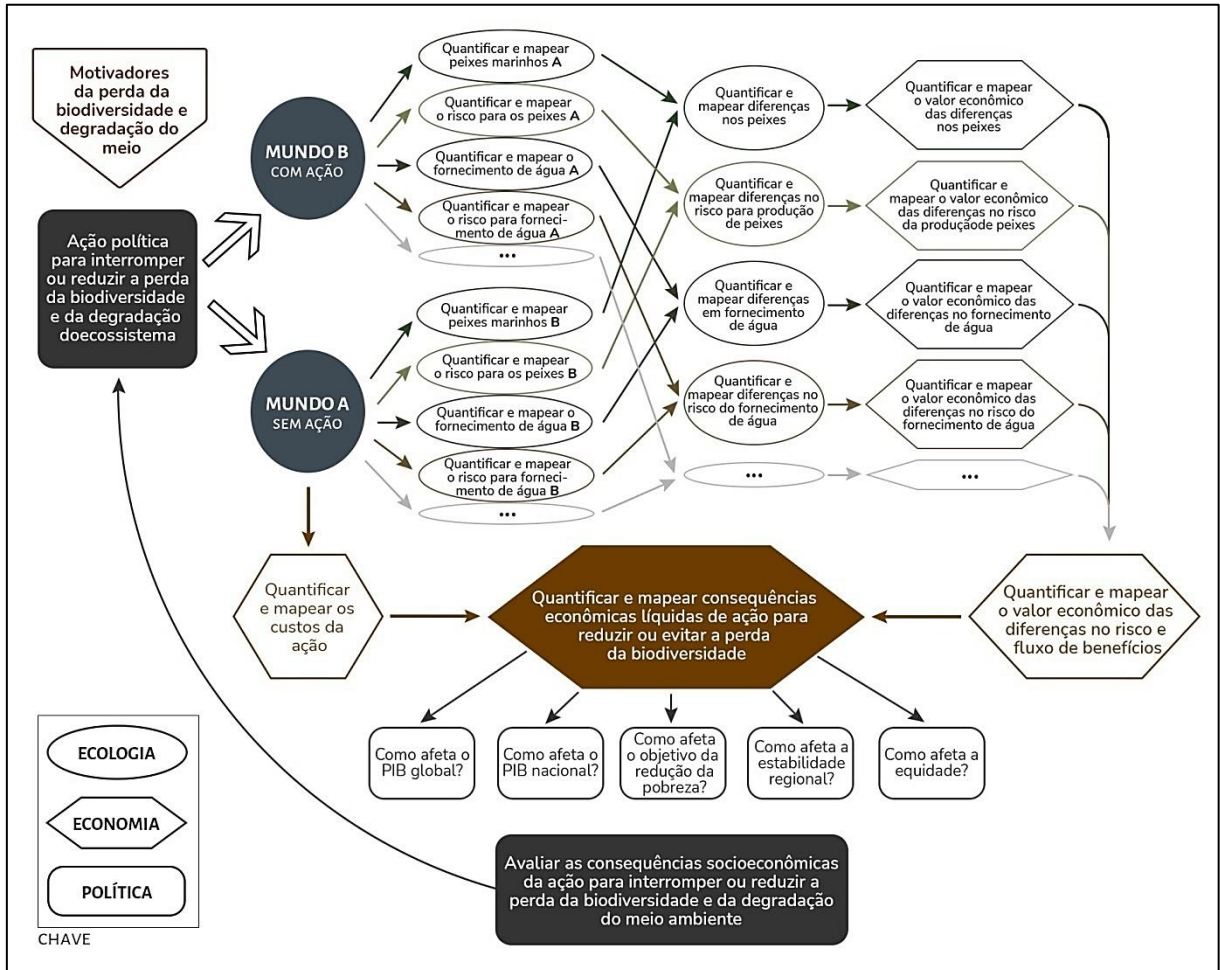 Motivadores
da perda da
biodiversidade e
degradação do
meio
Ação política
para interromper
ou reduzir a perda
da biodiversidade
e da degradação
doecossistema
MUNDO B
COM AÇÃO
Quantificar e mapear
peixes marinhos A
Quantificar e mapear
o risco para os peixes A
Quantificar e mapear o
fornecimento de água A
Quantificar e mapear
o risco para forneci-
mento de água A
...
MUNDO A
SEM AÇÃO
Quantificar e mapear
peixes marinhos B
Quantificar e mapear
o risco para os peixes B
Quantificar e mapear o
fornecimento de água B
Quantificar e mapear
o risco para forneci-
mento de água B
...
Quantificar e
mapear diferenças
nos peixes
Quantificar e
mapear diferenças no
risco para produção
de peixes
Quantificar e
mapear diferenças
em fornecimento
de água
Quantificar e
mapear diferenças no
risco do fornecimento
de água
...
Quantificar e mapear
o valor econômico
das diferenças
nos peixes
Quantificar e
mapear o valor econômico
das diferenças no risco
da produçãode peixes
Quantificar e mapear
o valor econômico das
diferenças no fornecimento
de água
Quantificar e mapear
o valor econômico das
diferenças no risco do
fornecimento de água
...
Quantificar
e mapear os
custos da
ação
Quantificar e mapear consequências
econômicas líquidas de ação para
reduzir ou evitar a perda
da biodiversidade
Quantificar e mapear
o valor econômico das
diferenças no risco e
fluxo de benefícios
Como afeta o
PIB global?
Como afeta o
PIB nacional?
Como afeta
o objetivo da
redução da
pobreza?
Como afeta a
estabilidade
regional?
Como afeta a
equidade?
Avaliar as consequências socioeconômicas
da ação para interromper ou reduzir a
perda da biodiversidade e da degradação
do meio ambiente
ECOLOGIA
ECONOMIA
POLÍTICA
CHAVE